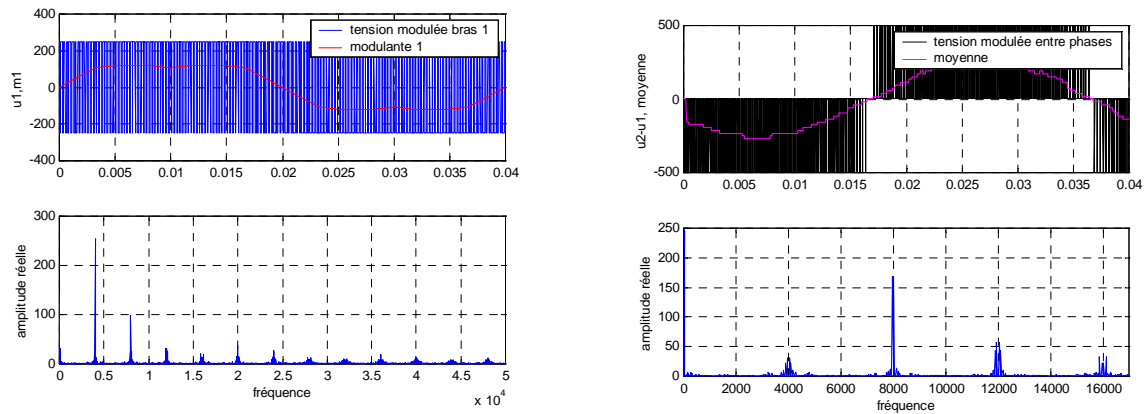 400
200
0
-200
-400
u1,m1
tension modulée bras 1
modulante 1
0 0.005 0.01 0.015 0.02 0.025 0.03 0.035 0.04
300
200
100
0
amplitude réelle
0 0.5 1 1.5 2 2.5 3 3.5 4 4.5 5
x 10^4
fréquence
500
0
-500
u2-u1, moyenne
tension modulée entre phases
moyenne
0 0.005 0.01 0.015 0.02 0.025 0.03 0.035 0.04
250
200
150
100
50
0
amplitude réelle
0 2000 4000 6000 8000 10000 12000 14000 16000
fréquence